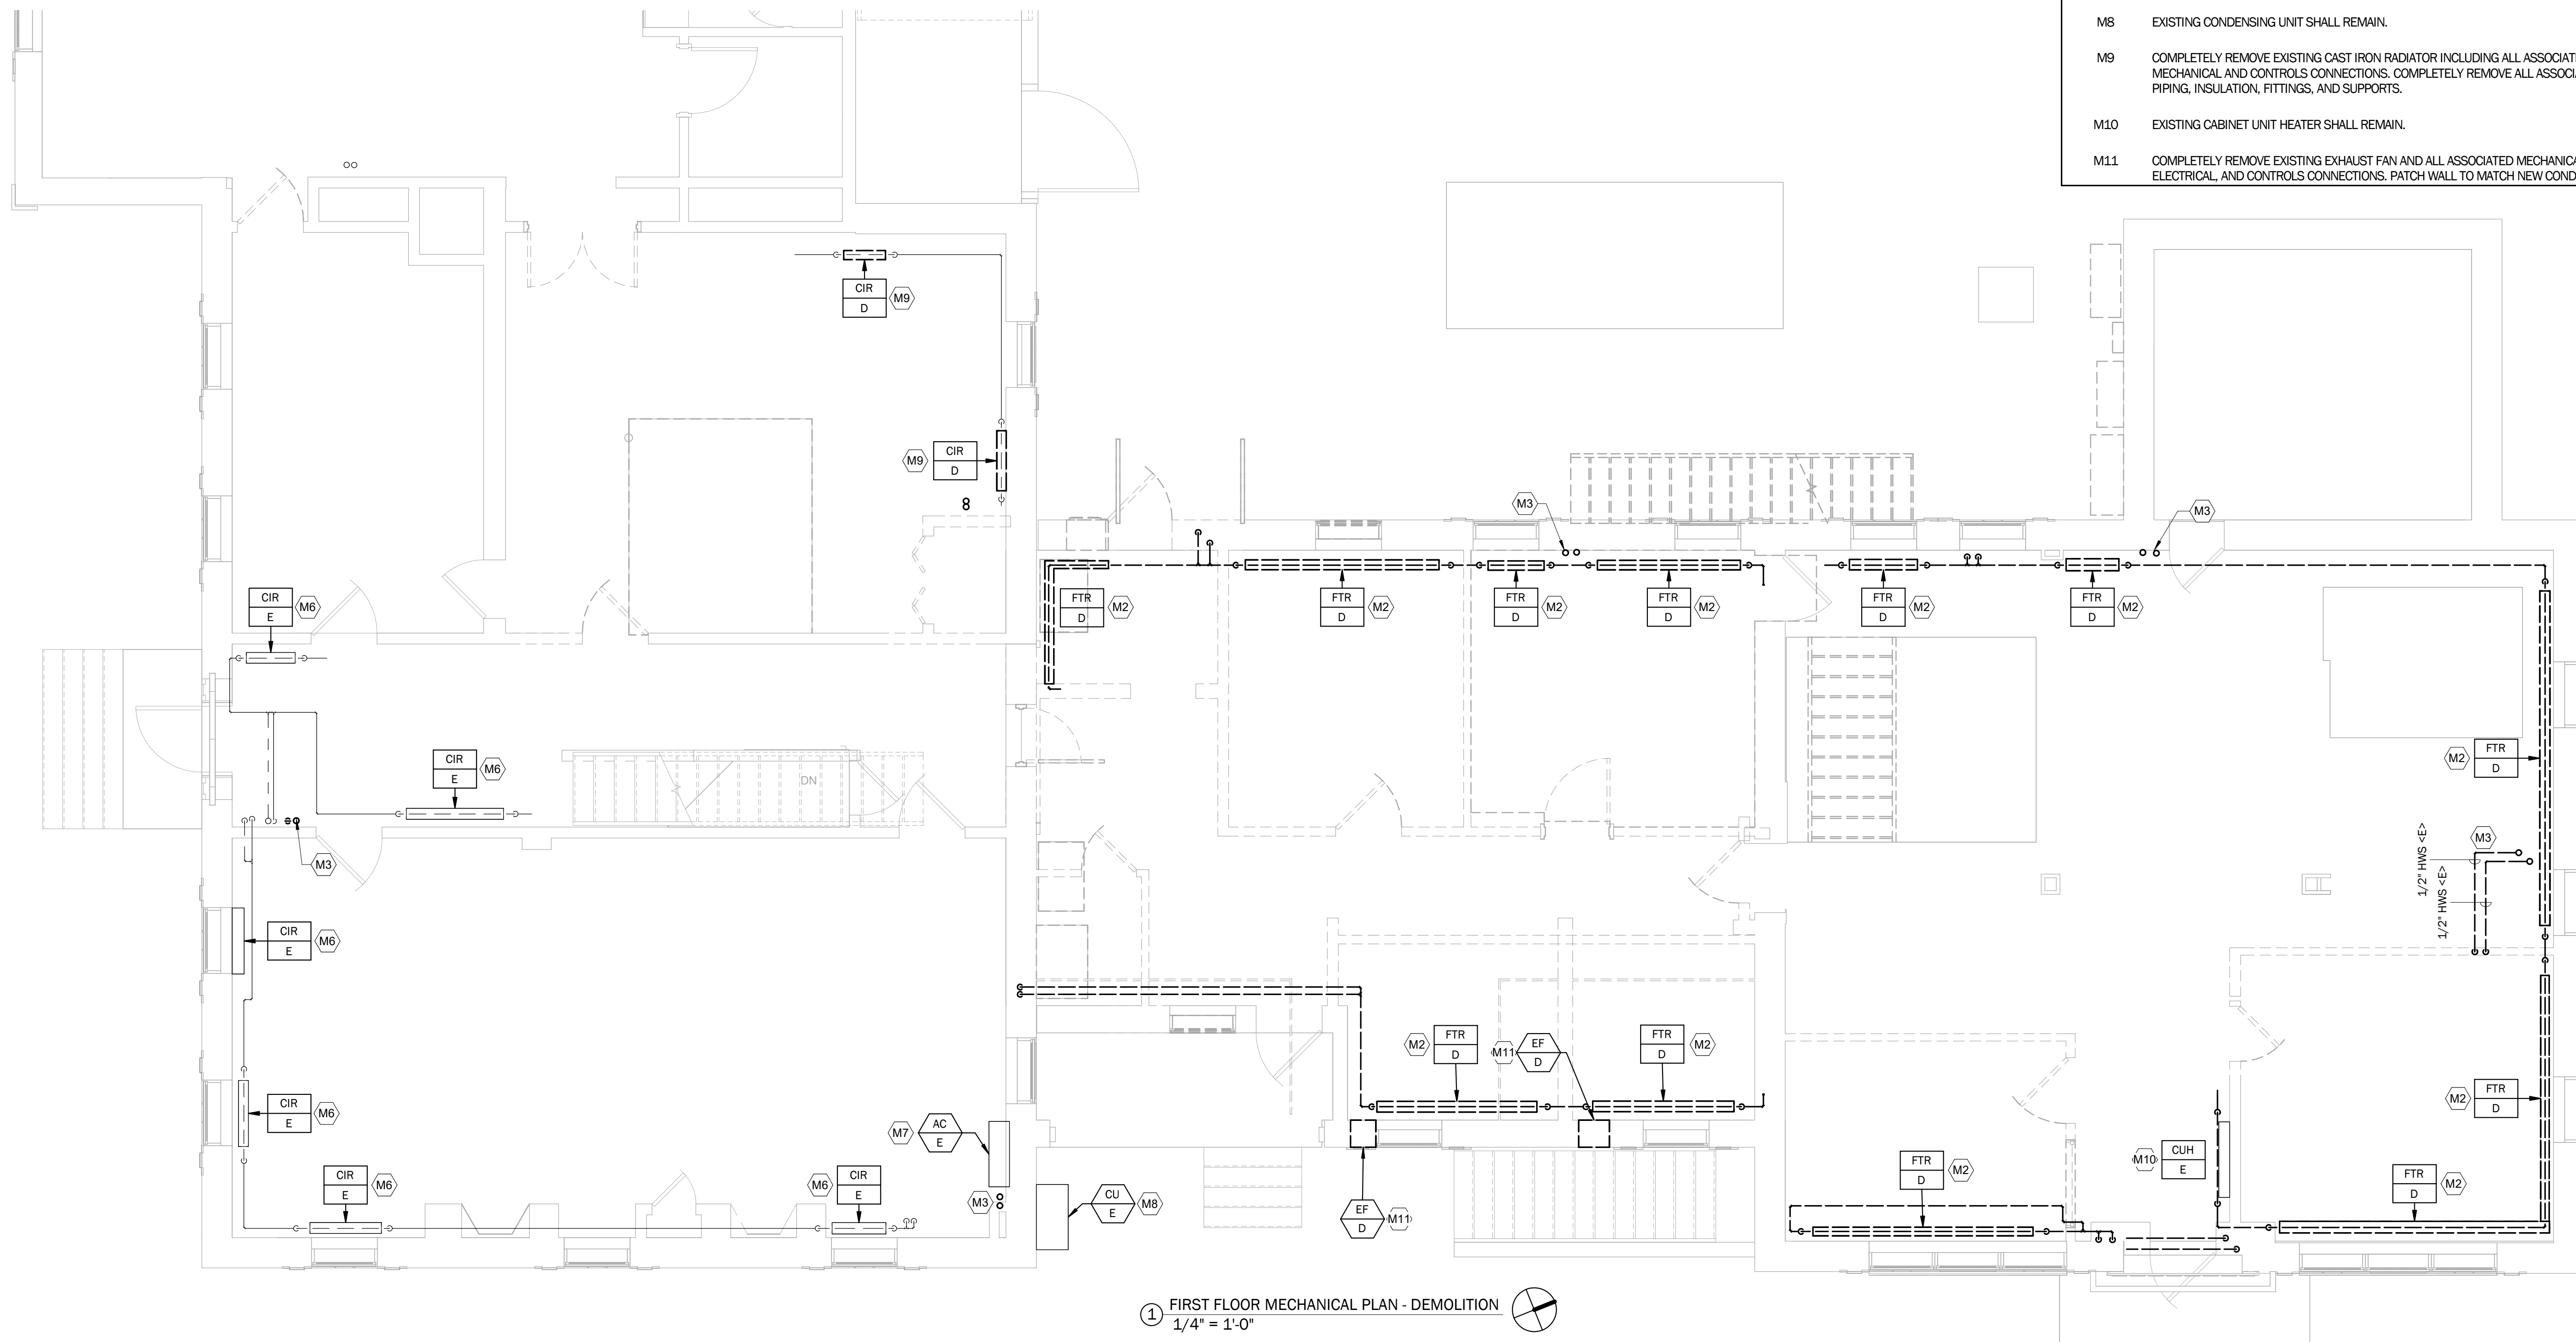 M8 EXISTING CONDENSING UNIT SHALL REMAIN.
M9 COMPLETELY REMOVE EXISTING CAST IRON RADIATOR INCLUDING ALL
MECHANICAL AND CONTROLS CONNECTIONS. COMPLETELY REMOVE ALL
PIPING, INSULATION, FITTINGS, AND SUPPORTS.
M10 EXISTING CABINET UNIT HEATER SHALL REMAIN.
M11 COMPLETELY REMOVE EXISTING EXHAUST FAN AND ALL ASSOCIATED
ELECTRICAL, AND CONTROLS CONNECTIONS. PATCH WALL TO MATCH NEW
CIR
D
M9
CIR
D
M9
8
M3
M3
CIR
E
M6
FTR
D
M2
FTR
D
M2
FTR
D
M2
FTR
D
M2
FTR
D
M2
FTR
D
M2
CIR
E
M6
DN
M2
FTR
D
M3
M3
1/2" HWS <E>
1/2" HWS <E>
CIR
E
M6
CIR
E
M6
M7
AC
E
M2
FTR
D
M11
EF
D
FTR
D
M2
M2
FTR
D
CIR
E
M6
M6
CIR
E
M3
CU
E
M8
EF
D
M11
FTR
D
M2
M10
CUH
E
FTR
D
M2
1 FIRST FLOOR MECHANICAL PLAN - DEMOLITION
1/4" = 1'-0"